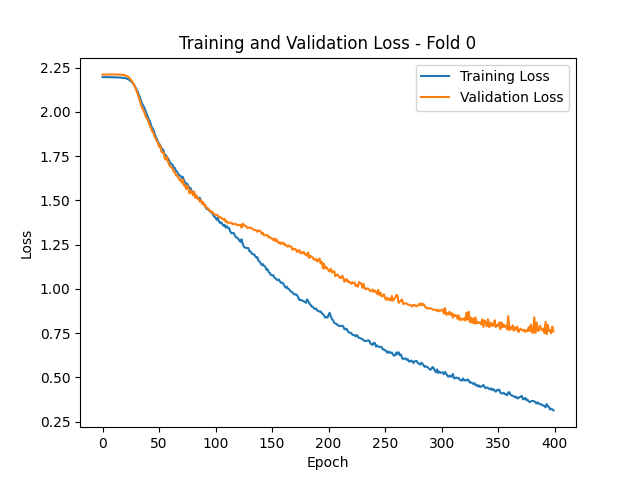 Training and Validation Loss - Fold 0
Training Loss
Validation Loss
Loss
2.25
2.00
1.75
1.50
1.25
1.00
0.75
0.50
0.25
0 50 100 150 200 250 300 350 400
Epoch